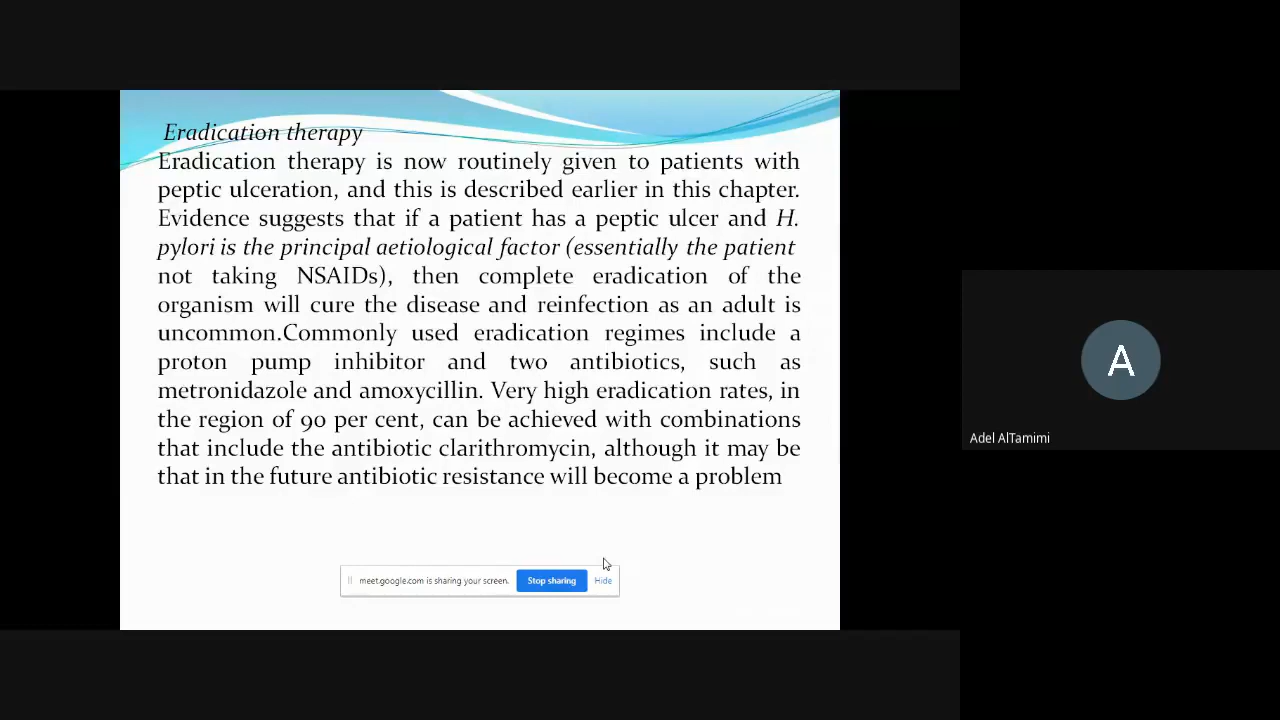 Eradication therapy
Eradication therapy is now routinely given to patients with
peptic ulceration, and this is described earlier in this chapter.
Evidence suggests that if a patient has a peptic ulcer and H.
pylori is the principal aetiological factor (essentially the patient
not taking NSAIDs), then complete eradication of the
organism will cure the disease and reinfection as an adult is
uncommon.Commonly used eradication regimes include a
proton pump inhibitor and two antibiotics, such as
metronidazole and amoxycillin. Very high eradication rates, in
the region of 90 per cent, can be achieved with combinations
that include the antibiotic clarithromycin, although it may be
that in the future antibiotic resistance will become a problem
meet.google.com is sharing your screen. Stop sharing Hide
A
Adel AlTamimi